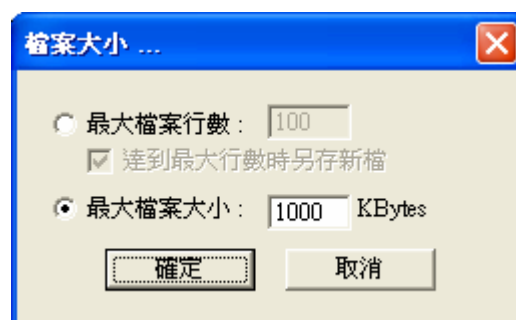 檔案大小 ...
最大檔案行數： 100
達到最大行數時另存新檔
最大檔案大小： 1000 KBytes
確定 取消